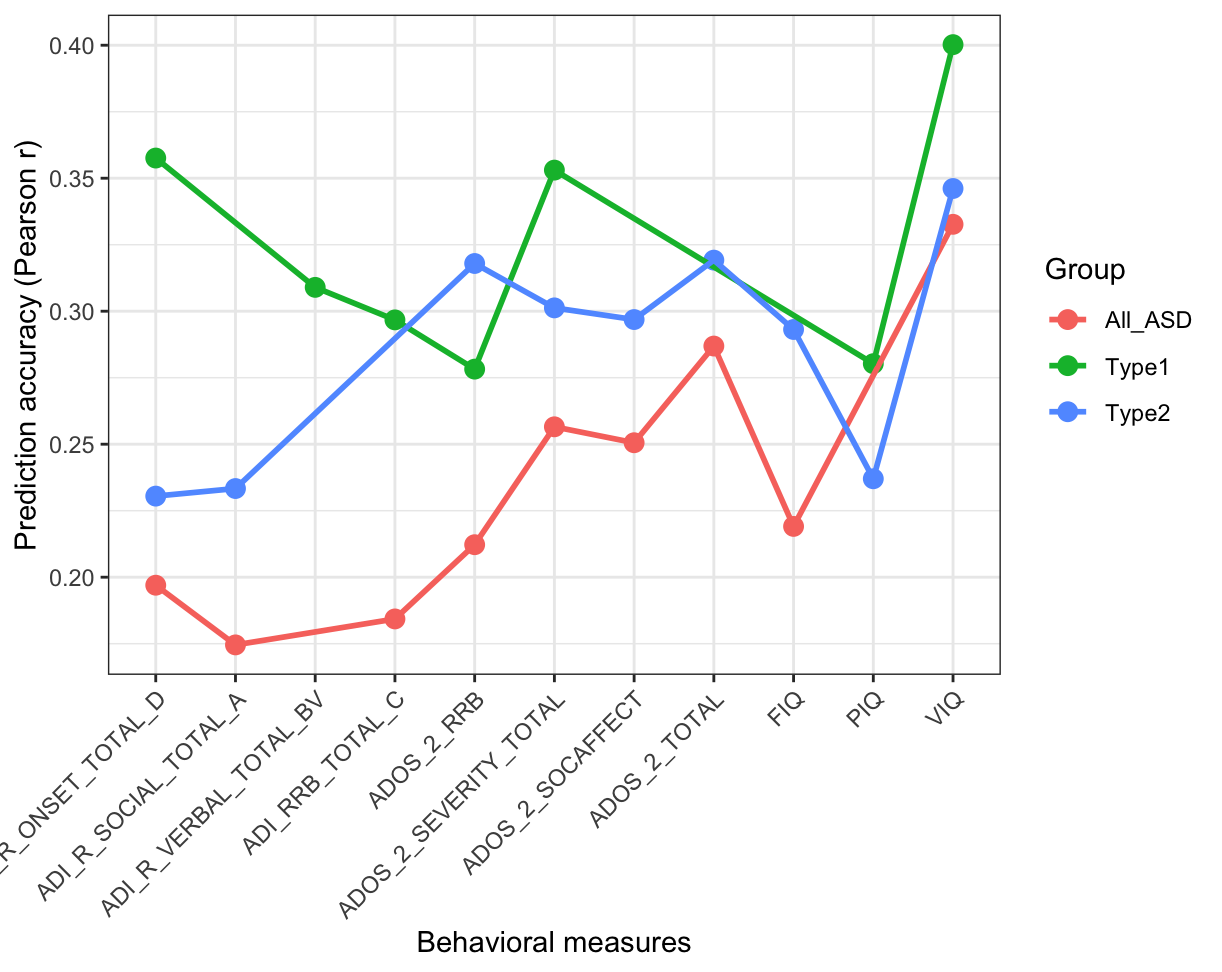 Prediction accuracy (Pearson r)
0.40
0.35
0.30
0.25
0.20
_R_ONSET_TOTAL_D
ADI_R_SOCIAL_TOTAL_A
ADI_R_VERBAL_TOTAL_BV
ADI_RRB_TOTAL_C
ADOS_2_RRB
ADOS_2_SEVERITY_TOTAL
ADOS_2_SOCAFFECT
ADOS_2_TOTAL
FIQ
PIQ
VIQ
Behavioral measures
Group
All_ASD
Type1
Type2